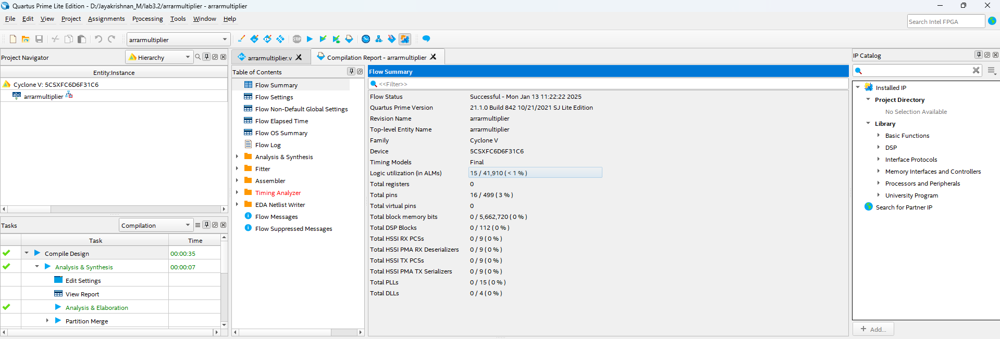 Quartus Prime Lite Edition - D:/Jayakrishnan_M/lab3.2/arrarmultiplier - arrarmultiplier
File Edit View Project Assignments Processing Tools Window Help
Search Intel FPGA
arrarmultiplier
STOP
Project Navigator
Hierarchy
Entity:Instance
Cyclone V: 5CSXFC6D6F31C6
abc arrarmultiplier
Tasks
Compilation
Task Time
Compile Design 00:00:35
Analysis & Synthesis 00:00:07
Edit Settings
View Report
Analysis & Elaboration
Partition Merge
abc arrarmultiplier.v
Compilation Report - arrarmultiplier
Table of Contents
Flow Summary
Flow Settings
Flow Non-Default Global Settings
Flow Elapsed Time
Flow OS Summary
Flow Log
Analysis & Synthesis
Fitter
Assembler
Timing Analyzer
EDA Netlist Writer
Flow Messages
Flow Suppressed Messages
Flow Summary
<<Filter>>
Flow Status Successful - Mon Jan 13 11:22:22 2025
Quartus Prime Version 21.1.0 Build 842 10/21/2021 SJ Lite Edition
Revision Name arrarmultiplier
Top-level Entity Name arrarmultiplier
Family Cyclone V
Device 5CSXFC6D6F31C6
Timing Models Final
Logic utilization (in ALMs) 15 / 41,910 ( < 1 % )
Total registers 0
Total pins 16 / 499 ( 3 % )
Total virtual pins 0
Total block memory bits 0 / 5,662,720 ( 0 % )
Total DSP Blocks 0 / 112 ( 0 % )
Total HSSI RX PCSs 0 / 9 ( 0 % )
Total HSSI PMA RX Deserializers 0 / 9 ( 0 % )
Total HSSI TX PCSs 0 / 9 ( 0 % )
Total HSSI PMA TX Serializers 0 / 9 ( 0 % )
Total PLLs 0 / 15 ( 0 % )
Total DLLs 0 / 4 ( 0 % )
IP Catalog
Installed IP
Project Directory
No Selection Available
Library
Basic Functions
DSP
Interface Protocols
Memory Interfaces and Controllers
Processors and Peripherals
University Program
Search for Partner IP
+ Add...